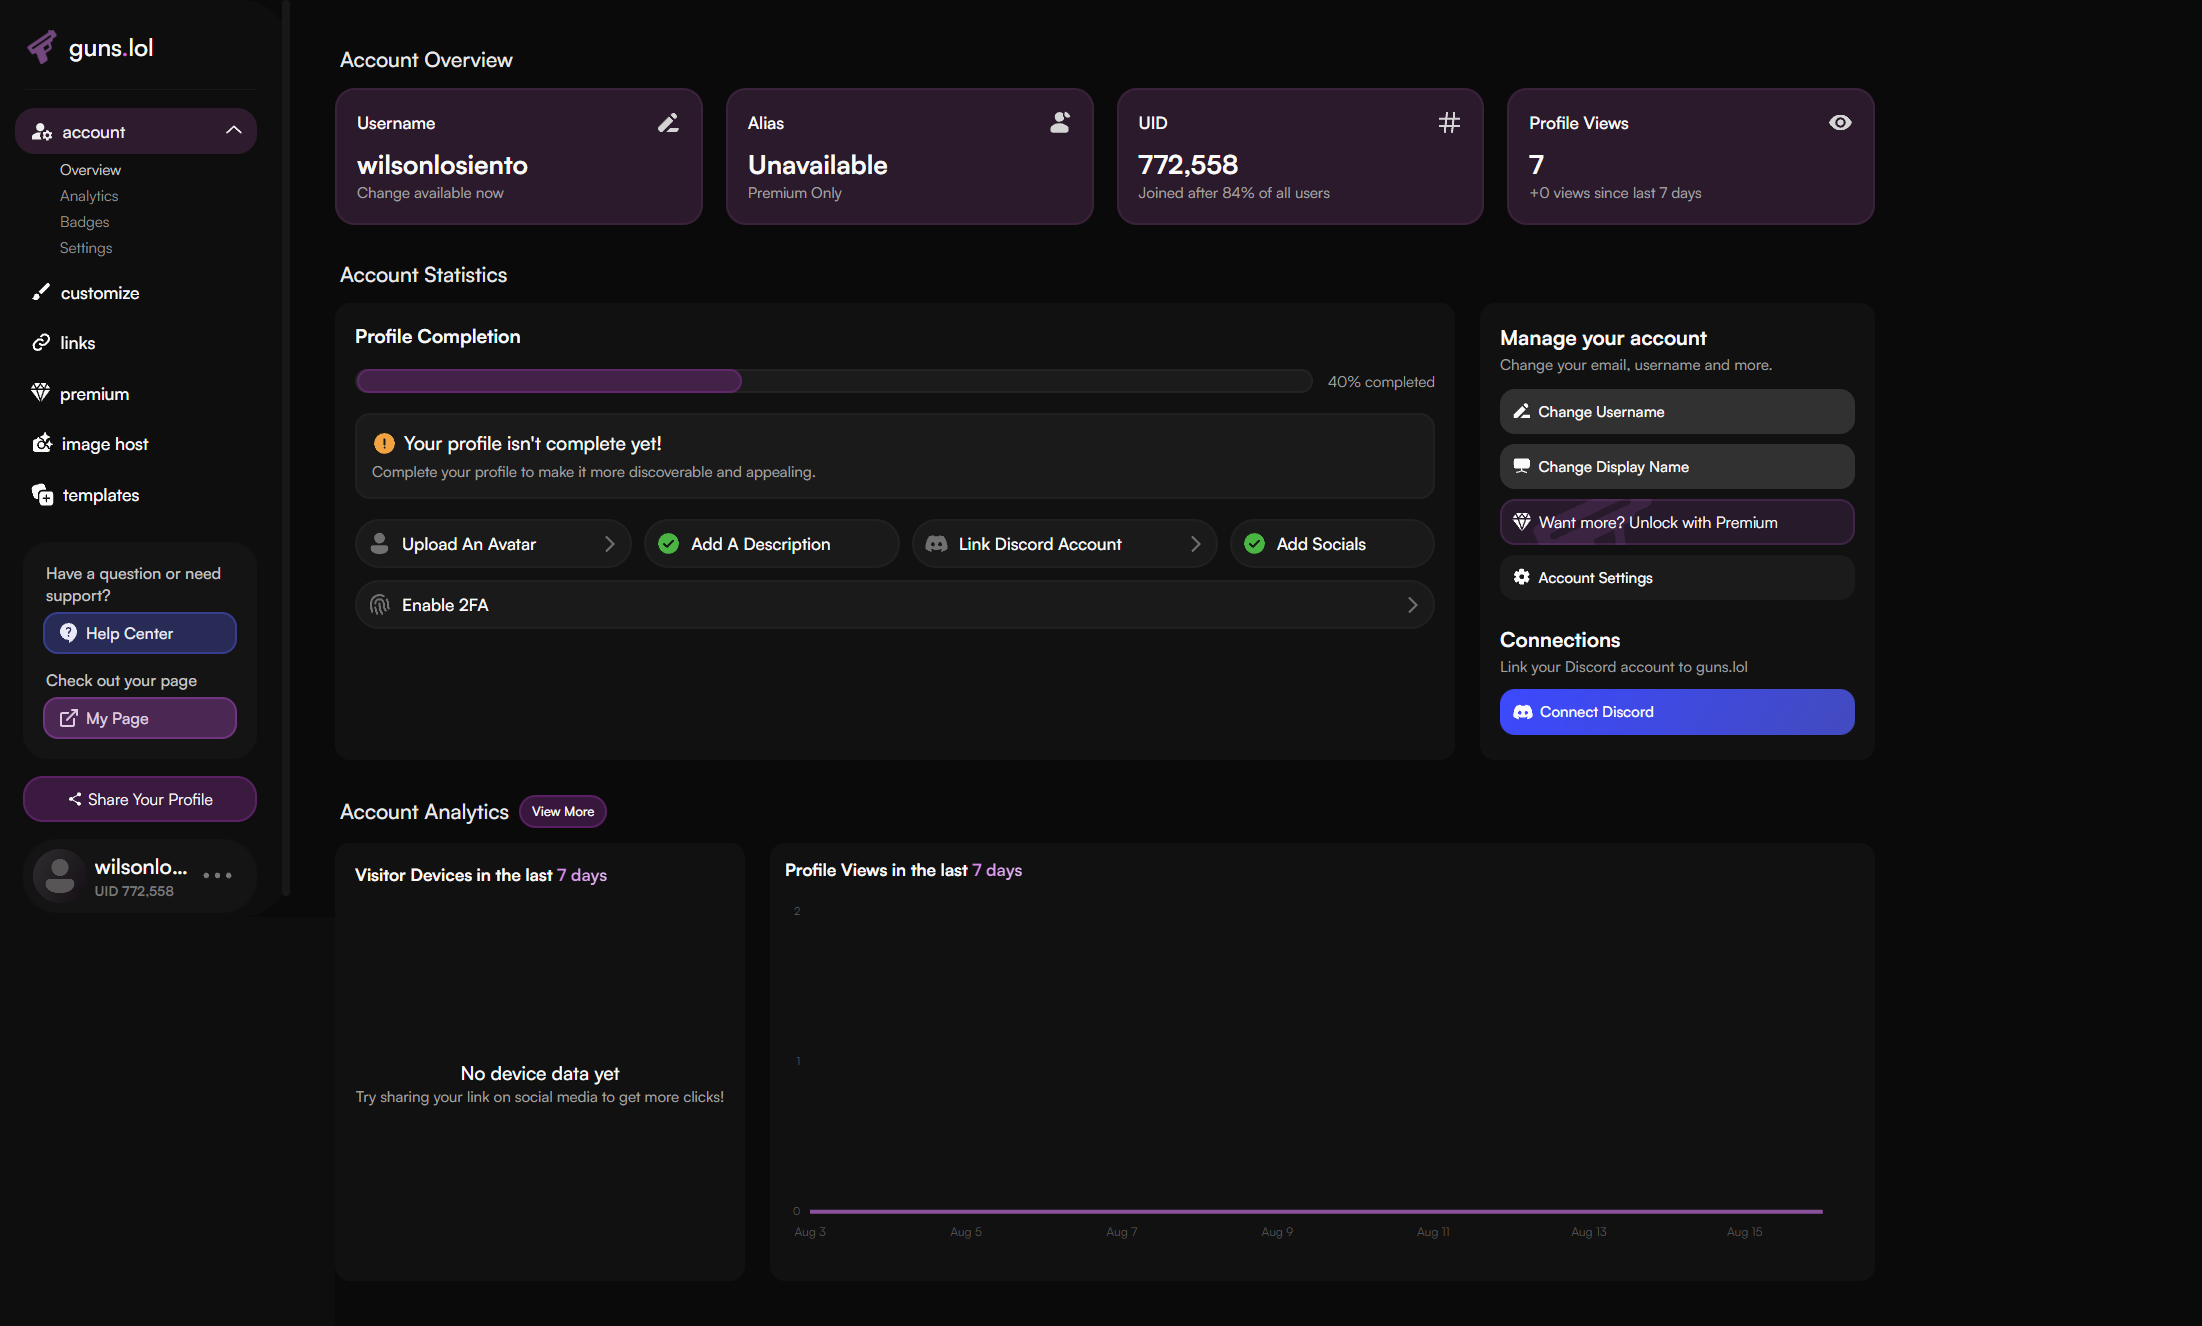 guns.lol
account
Overview
Analytics
Badges
Settings
customize
links
premium
image host
templates
Have a question or need
support?
Help Center
Check out your page
My Page
Share Your Profile
wilsonlo...
UID 772,558
Account Overview
Username
wilsonlosiento
Change available now
Alias
Unavailable
Premium Only
UID
772,558
Joined after 84% of all users
Profile Views
7
+0 views since last 7 days
Account Statistics
Profile Completion
40% completed
Your profile isn't complete yet!
Complete your profile to make it more discoverable and appealing.
Upload An Avatar
Add A Description
Link Discord Account
Add Socials
Enable 2FA
Manage your account
Change your email, username and more.
Change Username
Change Display Name
Want more? Unlock with Premium
Account Settings
Connections
Link your Discord account to guns.lol
Connect Discord
Account Analytics
View More
Visitor Devices in the last 7 days
No device data yet
Try sharing your link on social media to get more clicks!
Profile Views in the last 7 days
2
1
0
Aug 3 Aug 5 Aug 7 Aug 9 Aug 11 Aug 13 Aug 15